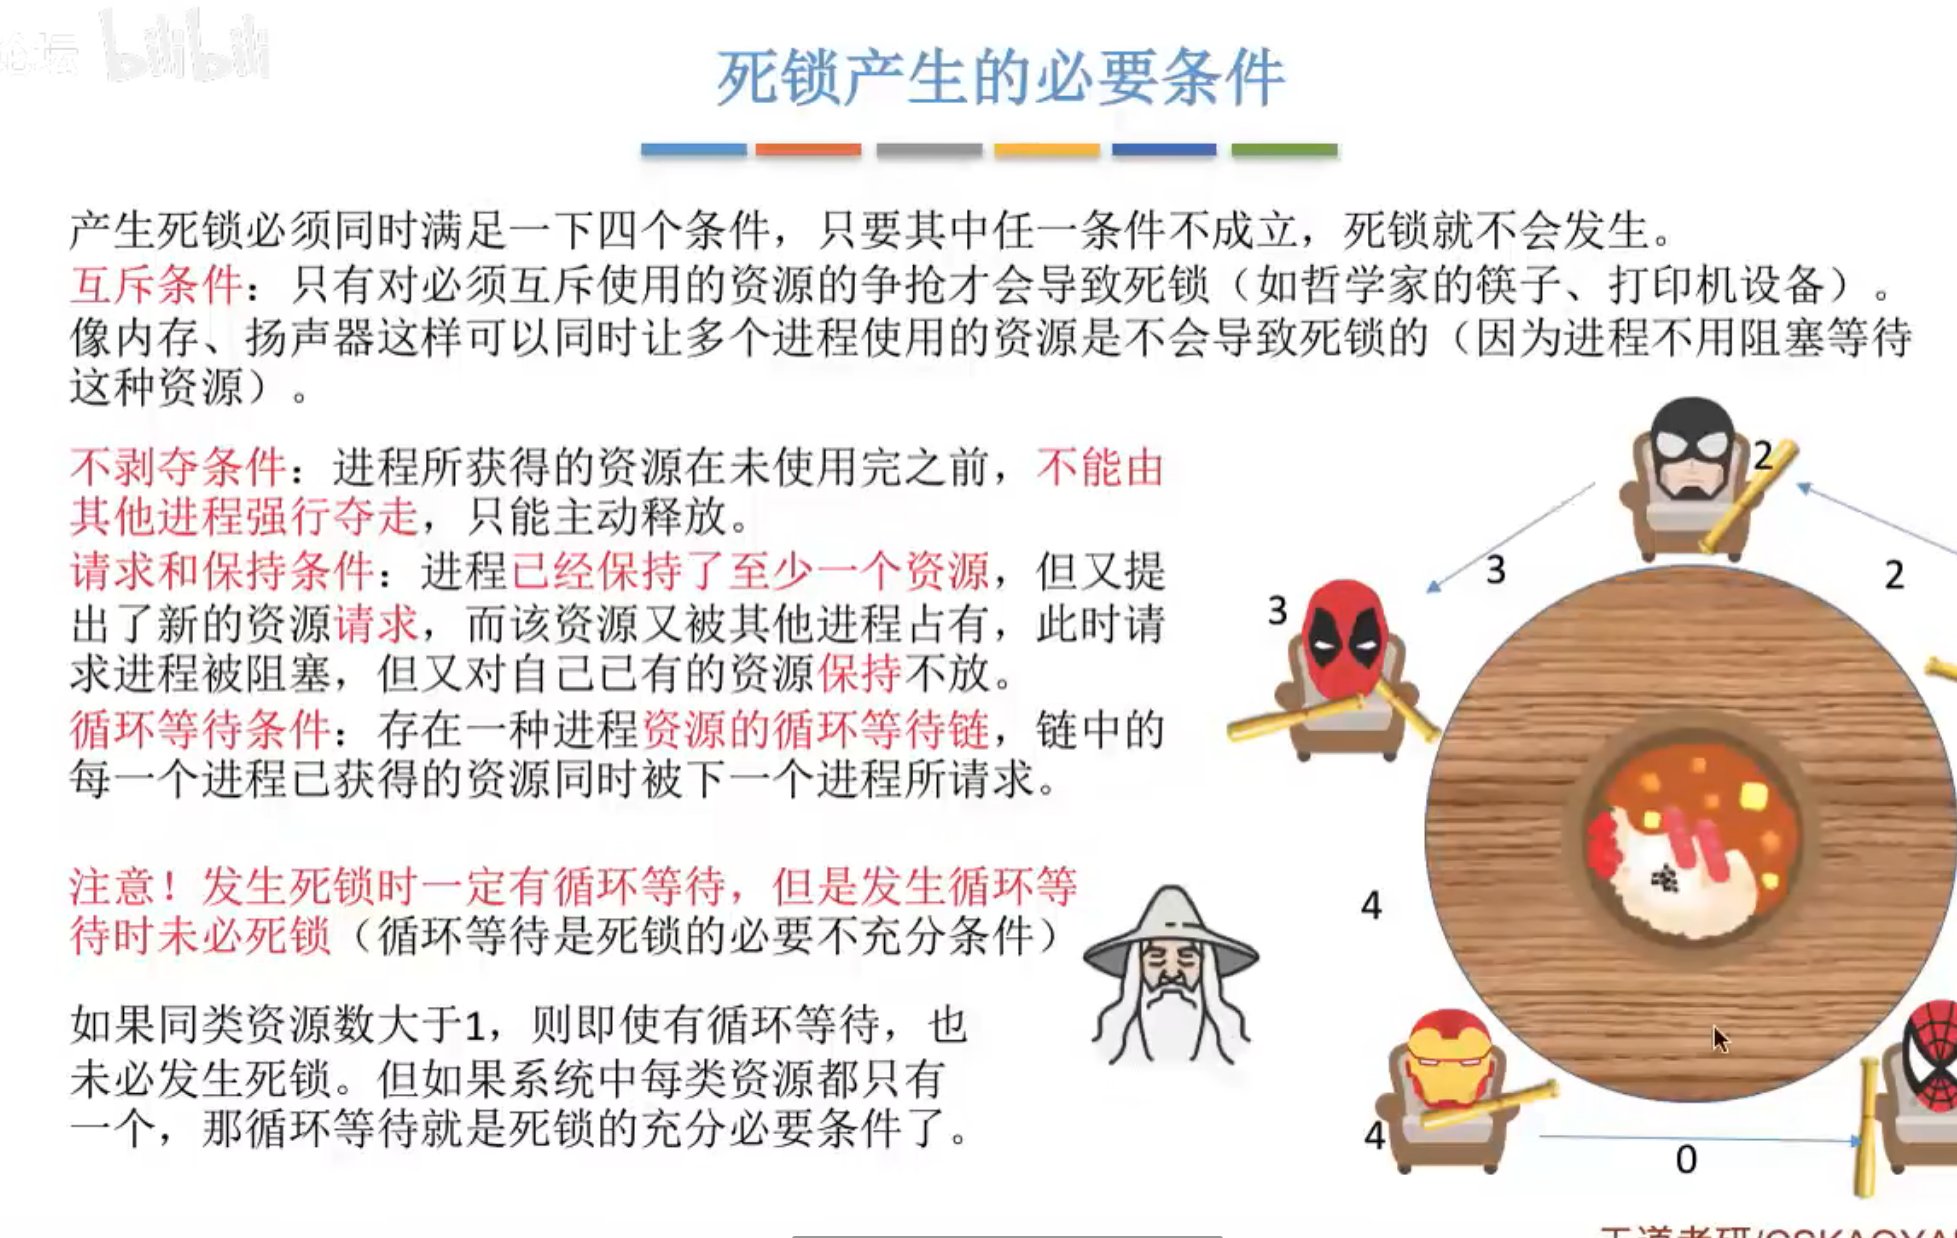 论坛 bilibili
死锁产生的必要条件
产生死锁必须同时满足一下四个条件，只要其中任一条件不成立，死锁就不会发生。
互斥条件：只有对必须互斥使用的资源的争抢才会导致死锁（如哲学家的筷子、打印机设备）。
像内存、扬声器这样可以同时让多个进程使用的资源是不会导致死锁的（因为进程不用阻塞等待
这种资源）。
不剥夺条件：进程所获得的资源在未使用完之前，不能由
其他进程强行夺走，只能主动释放。
请求和保持条件：进程已经保持了至少一个资源，但又提
出了新的资源请求，而该资源又被其他进程占有，此时请
求进程被阻塞，但又对自己已有的资源保持不放。
循环等待条件：存在一种进程资源的循环等待链，链中的
每一个进程已获得的资源同时被下一个进程所请求。
注意！发生死锁时一定有循环等待，但是发生循环等
待时未必死锁（循环等待是死锁的必要不充分条件）
如果同类资源数大于1，则即使有循环等待，也
未必发生死锁。但如果系统中每类资源都只有
一个，那循环等待就是死锁的充分必要条件了。
2
3
2
3
4
4
0